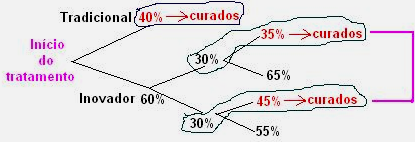 Tradicional 40% → curados
35% → curados
Início
do
tratamento
30%
65%
Inovador 60%
45% → curados
30%
55%